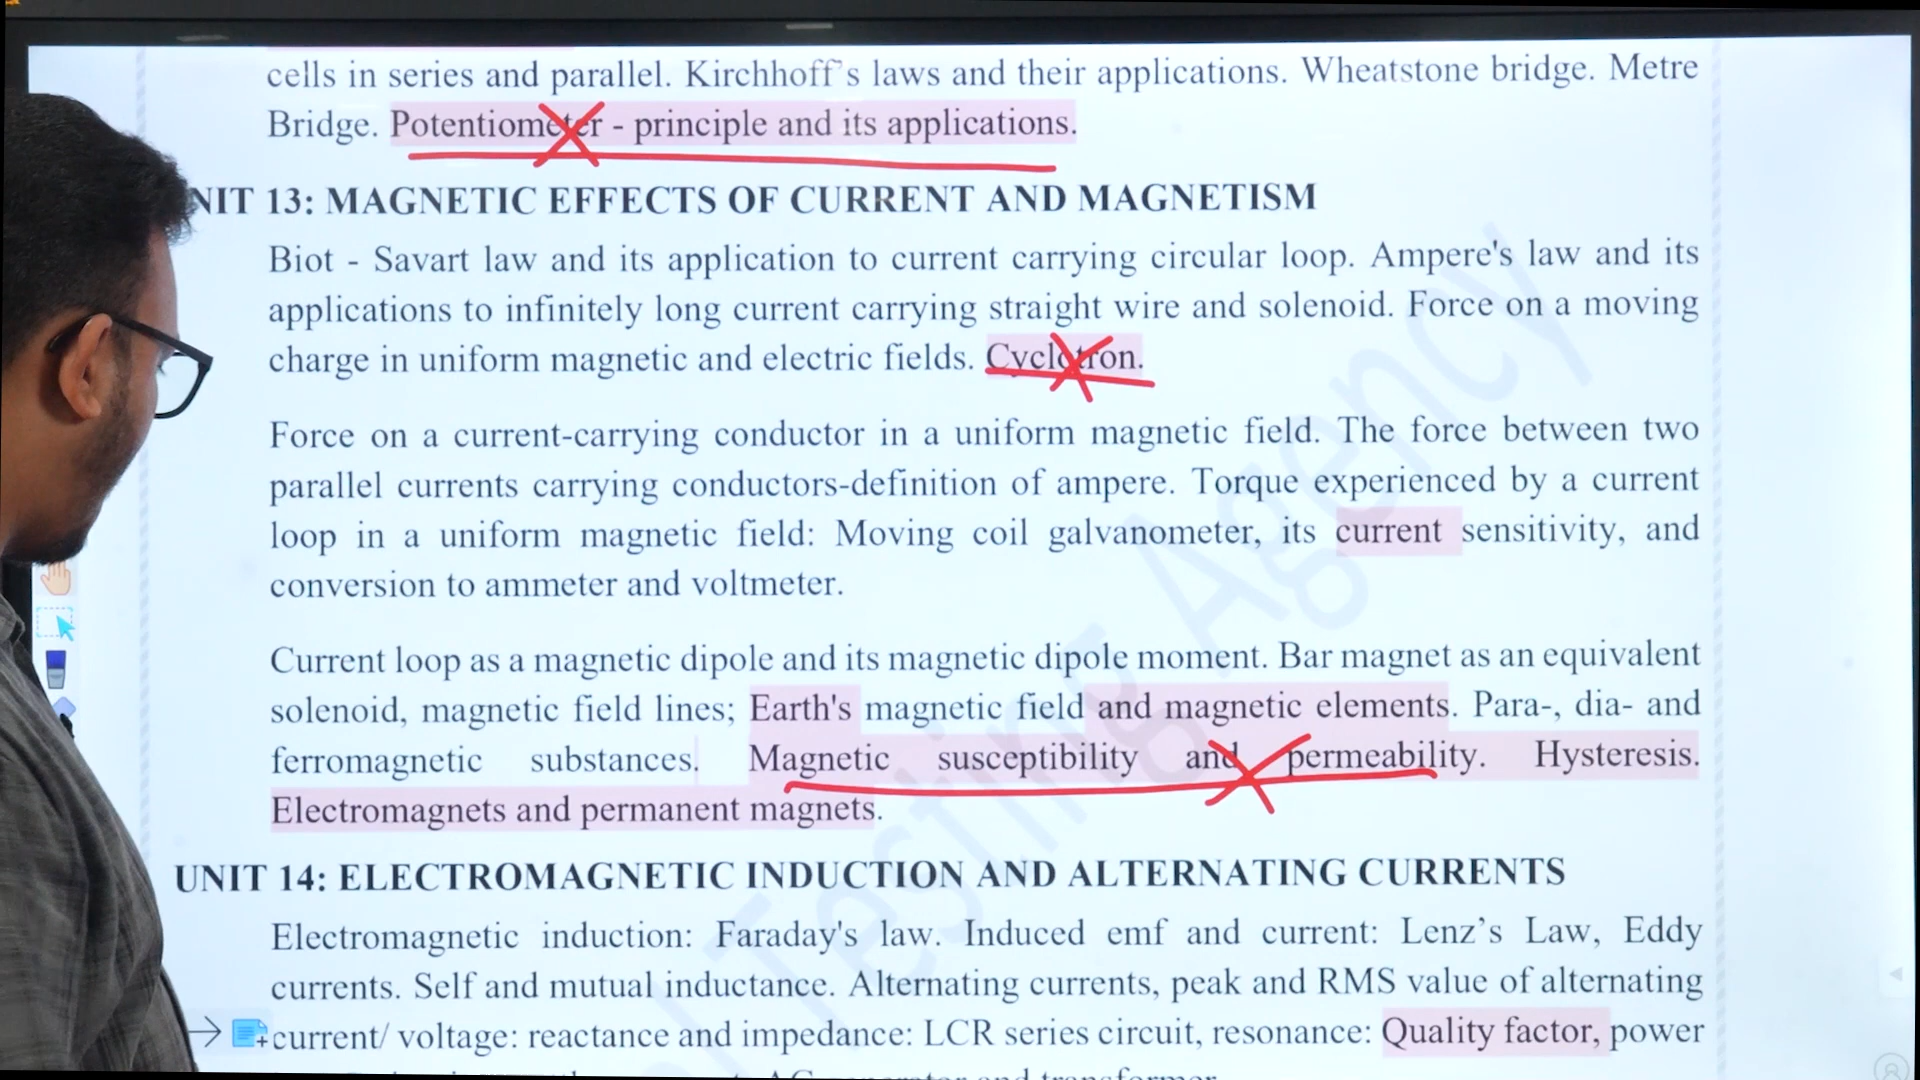 cells in series and parallel. Kirchhoff's laws and their applications. Wheatstone bridge. Metre
Bridge. Potentiometer - principle and its applications.
NIT 13: MAGNETIC EFFECTS OF CURRENT AND MAGNETISM
Biot - Savart law and its application to current carrying circular loop. Ampere's law and its
applications to infinitely long current carrying straight wire and solenoid. Force on a moving
charge in uniform magnetic and electric fields. Cyclotron.
Force on a current-carrying conductor in a uniform magnetic field. The force between two
parallel currents carrying conductors-definition of ampere. Torque experienced by a current
loop in a uniform magnetic field: Moving coil galvanometer, its current sensitivity, and
conversion to ammeter and voltmeter.
Current loop as a magnetic dipole and its magnetic dipole moment. Bar magnet as an equivalent
solenoid, magnetic field lines; Earth's magnetic field and magnetic elements. Para-, dia- and
ferromagnetic substances. Magnetic susceptibility and permeability. Hysteresis.
Electromagnets and permanent magnets.
UNIT 14: ELECTROMAGNETIC INDUCTION AND ALTERNATING CURRENTS
Electromagnetic induction: Faraday's law. Induced emf and current: Lenz’s Law, Eddy
currents. Self and mutual inductance. Alternating currents, peak and RMS value of alternating
current/ voltage: reactance and impedance: LCR series circuit, resonance: Quality factor, power
Testing Agency